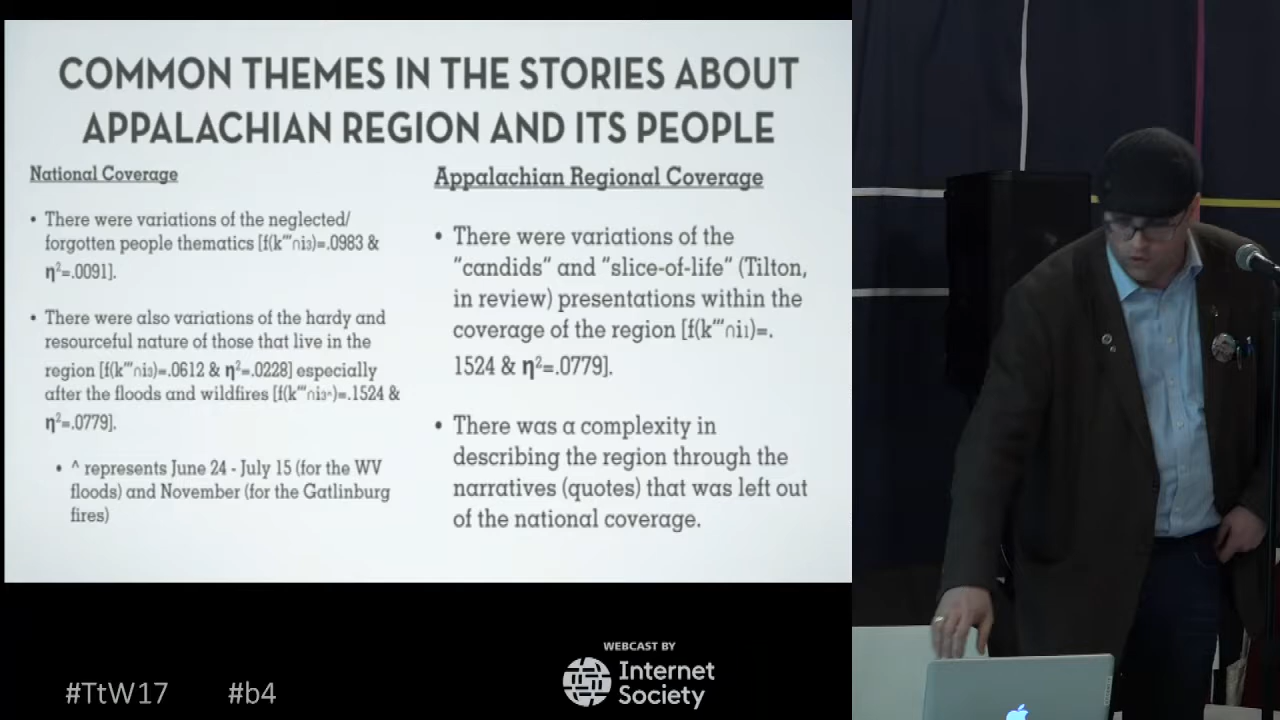 COMMON THEMES IN THE STORIES ABOUT
APPALACHIAN REGION AND ITS PEOPLE
National Coverage
• There were variations of the neglected/
forgotten people thematics [f(k‴∩i₃)=.0983 &
η²=.0091].
• There were also variations of the hardy and
resourceful nature of those that live in the
region [f(k‴∩i₃)=.0612 & η²=.0228] especially
after the floods and wildfires [f(k‴∩i₃^)=.1524 &
η²=.0779].
• ^ represents June 24 - July 15 (for the WV
floods) and November (for the Gatlinburg
fires)
Appalachian Regional Coverage
• There were variations of the
“candids” and “slice-of-life” (Tilton,
in review) presentations within the
coverage of the region [f(k‴∩i₁)=.
1524 & η²=.0779].
• There was a complexity in
describing the region through the
narratives (quotes) that was left out
of the national coverage.
#TtW17 #b4
WEBCAST BY
Internet
Society